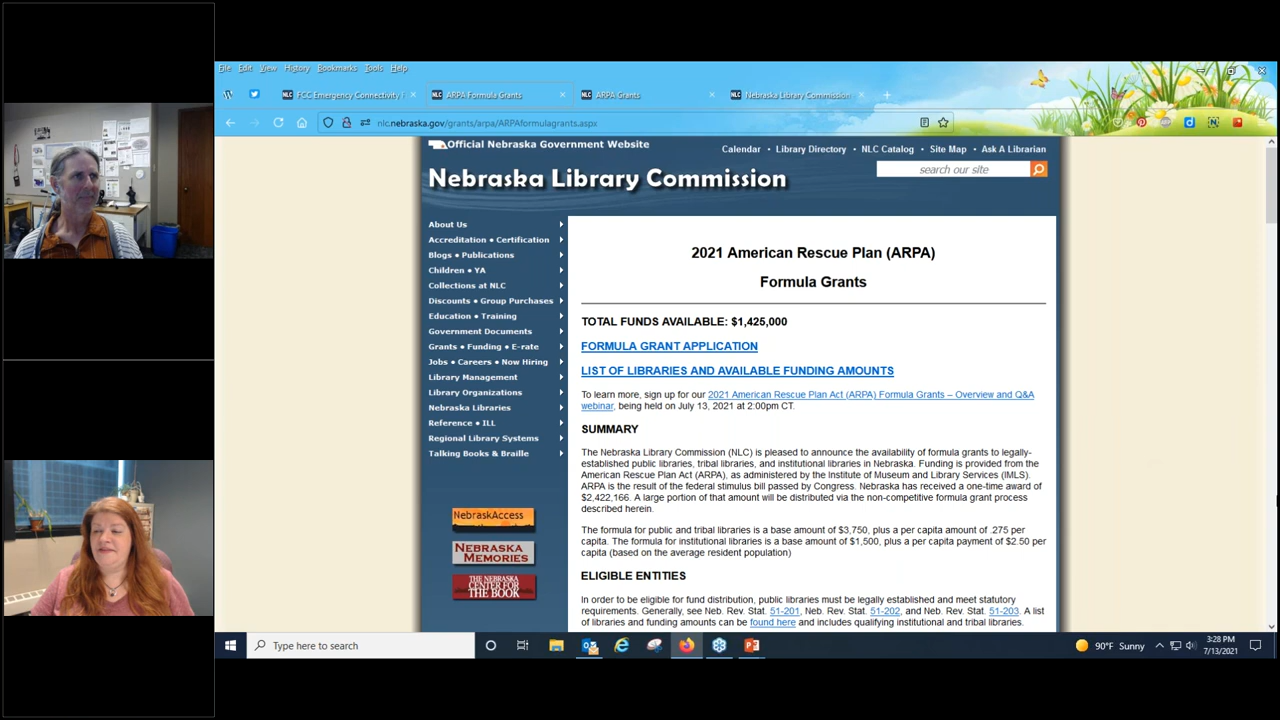 File Edit View History Bookmarks Tools Help
FCC Emergency Connectivity
ARPA Formula Grants
ARPA Grants
Nebraska Library Commission
nlc.nebraska.gov/grants/arpa/ARPAformulagrants.aspx
Official Nebraska Government Website
Calendar • Library Directory • NLC Catalog • Site Map • Ask A Librarian
Nebraska Library Commission
search our site
About Us
Accreditation • Certification
Blogs • Publications
Children • YA
Collections at NLC
Discounts • Group Purchases
Education • Training
Government Documents
Grants • Funding • E-rate
Jobs • Careers • Now Hiring
Library Management
Library Organizations
Nebraska Libraries
Reference • ILL
Regional Library Systems
Talking Books & Braille
NebraskAccess
NEBRASKA
MEMORIES
THE NEBRASKA
CENTER FOR
THE BOOK
2021 American Rescue Plan (ARPA)
Formula Grants
TOTAL FUNDS AVAILABLE: $1,425,000
FORMULA GRANT APPLICATION
LIST OF LIBRARIES AND AVAILABLE FUNDING AMOUNTS
To learn more, sign up for our 2021 American Rescue Plan Act (ARPA) Formula Grants – Overview and Q&A
webinar, being held on July 13, 2021 at 2:00pm CT.
SUMMARY
The Nebraska Library Commission (NLC) is pleased to announce the availability of formula grants to legally-
established public libraries, tribal libraries, and institutional libraries in Nebraska. Funding is provided from the
American Rescue Plan Act (ARPA), as administered by the Institute of Museum and Library Services (IMLS).
ARPA is the result of the federal stimulus bill passed by Congress. Nebraska has received a one-time award of
$2,422,166. A large portion of that amount will be distributed via the non-competitive formula grant process
described herein.
The formula for public and tribal libraries is a base amount of $3,750, plus a per capita amount of .275 per
capita. The formula for institutional libraries is a base amount of $1,500, plus a per capita payment of $2.50 per
capita (based on the average resident population)
ELIGIBLE ENTITIES
In order to be eligible for fund distribution, public libraries must be legally established and meet statutory
requirements. Generally, see Neb. Rev. Stat. 51-201, Neb. Rev. Stat. 51-202, and Neb. Rev. Stat. 51-203. A list
of libraries and funding amounts can be found here and includes qualifying institutional and tribal libraries.
Type here to search
90°F Sunny
3:28 PM
7/13/2021